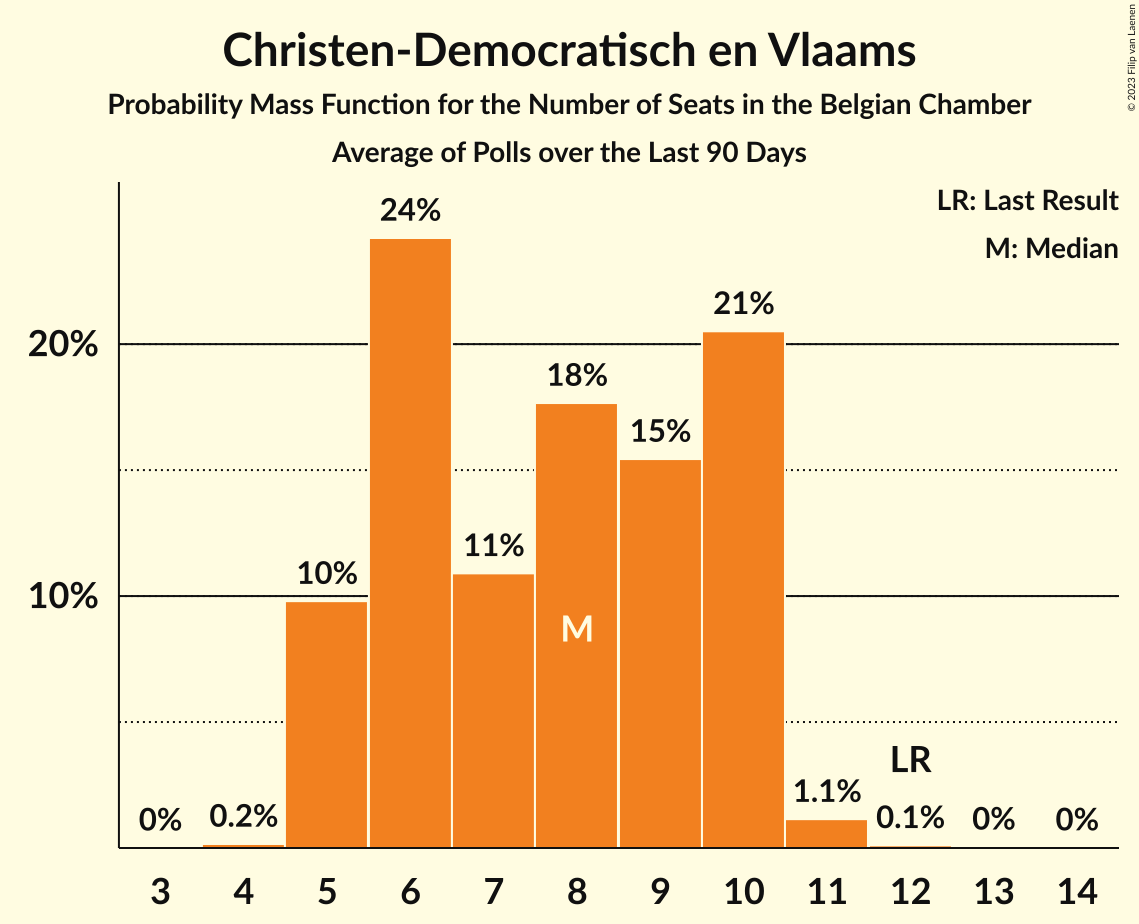 Christen-Democratisch en Vlaams
Probability Mass Function for the Number of Seats in the Belgian Chamber
Average of Polls over the Last 90 Days
© 2023 Filip van Laenen
LR: Last Result
M: Median
24%
21%
20%
18%
15%
11%
10%
10%
M
LR
1.1%
0% 0.2% 0.1% 0% 0%
3 4 5 6 7 8 9 10 11 12 13 14